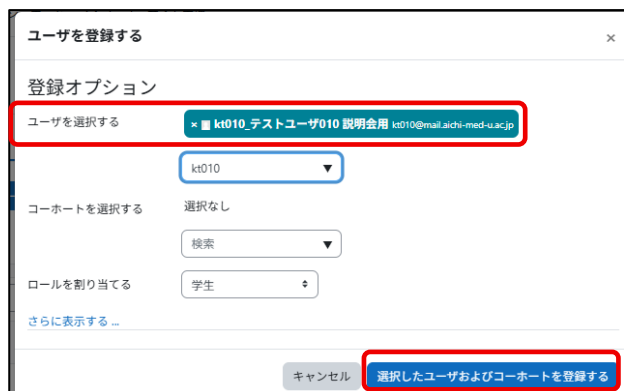 ユーザを登録する ×
登録オプション
ユーザを選択する
× kt010_テストユーザ010 説明会用 kt010@mail.aichi-med-u.ac.jp
kt010 ▼
コーホートを選択する 選択なし
検索 ▼
ロールを割り当てる 学生
さらに表示する ...
キャンセル 選択したユーザおよびコーホートを登録する